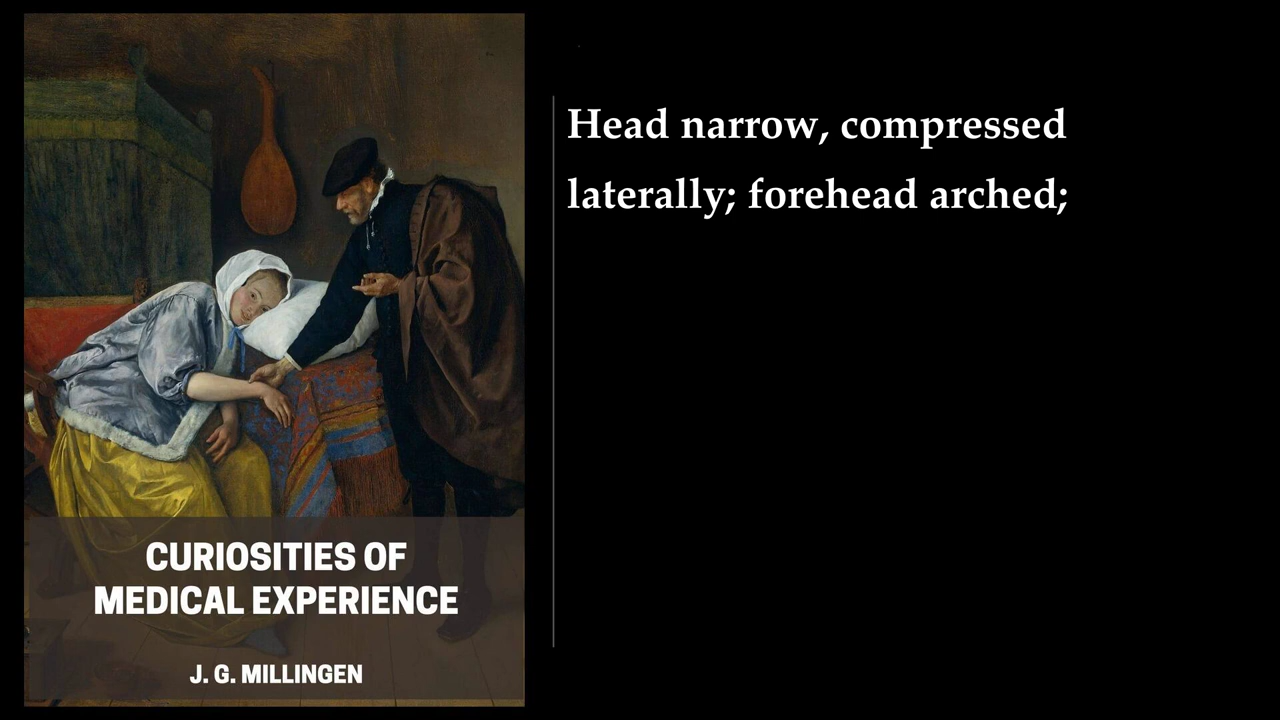 Head narrow, compressed
laterally; forehead arched;
CURIOSITIES OF
MEDICAL EXPERIENCE
J. G. MILLINGEN